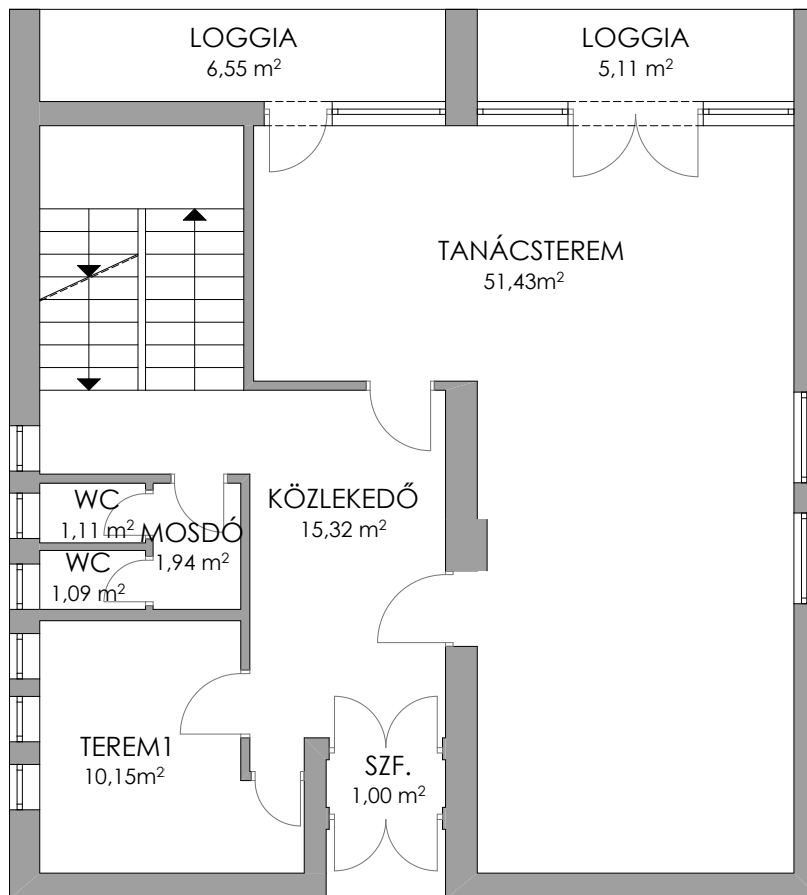 LOGGIA
6,55 m²
LOGGIA
5,11 m²
TANÁCSTEREM
51,43m²
WC
1,11 m²
MOSDÓ
1,94 m²
KÖZLEKEDŐ
15,32 m²
WC
1,09 m²
TEREM1
10,15m²
SZF.
1,00 m²